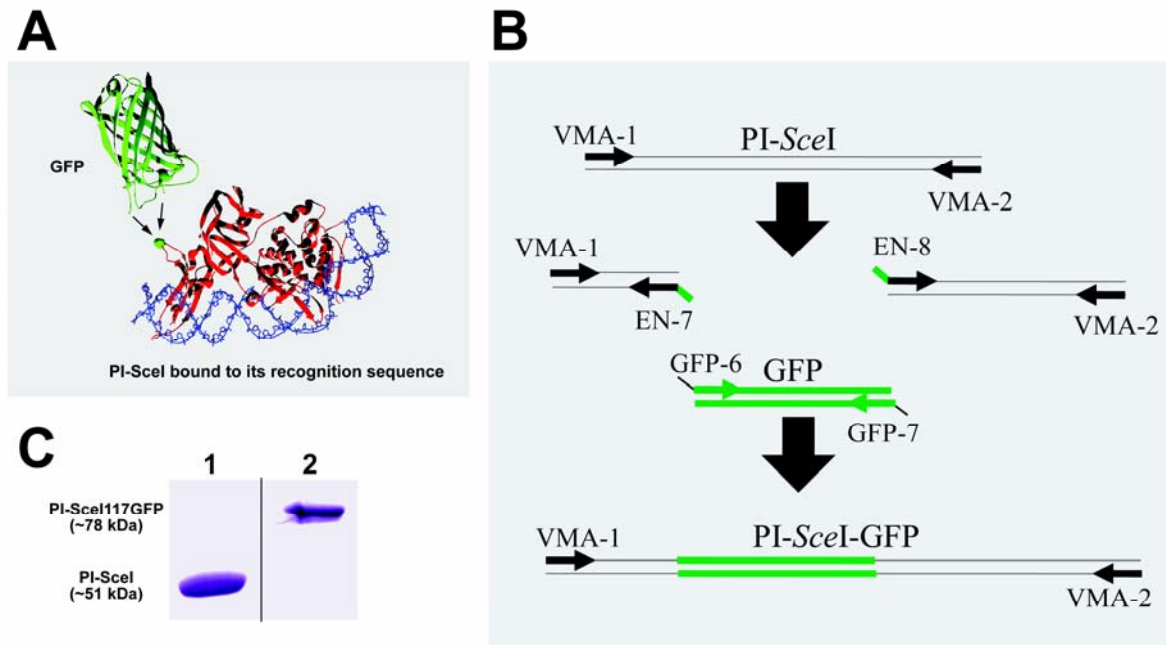 A
GFP
PI-SceI bound to its recognition sequence
B
VMA-1
PI-SceI
VMA-2
VMA-1
EN-7
EN-8
VMA-2
GFP-6
GFP
GFP-7
VMA-1
PI-SceI-GFP
VMA-2
C
1
2
PI-SceI117GFP
(~78 kDa)
PI-SceI
(~51 kDa)